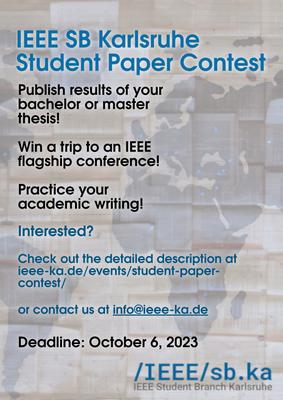 IEEE SB Karlsruhe
Student Paper Contest
Publish results of your
bachelor or master
thesis!
Win a trip to an IEEE
flagship conference!
Practice your
academic writing!
Interested?
Check out the detailed description at
ieee-ka.de/events/student-paper-
contest/
or contact us at info@ieee-ka.de
Deadline: October 6, 2023
/IEEE/sb.ka
IEEE Student Branch Karlsruhe